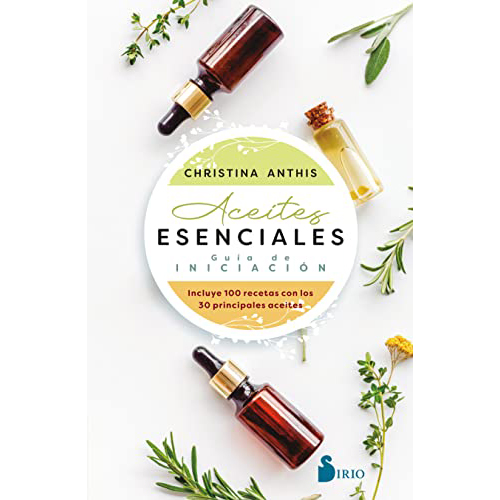 CHRISTINA ANTHIS
Aceites
ESENCIALES
Guía de
INICIACIÓN
Incluye 100 recetas con los
30 principales aceites
SIRIO